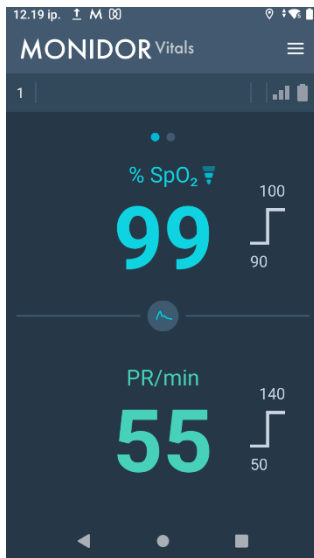 12.19 ip.
MONIDOR Vitals
1
% SpO₂
100
99
90
PR/min
140
55
50